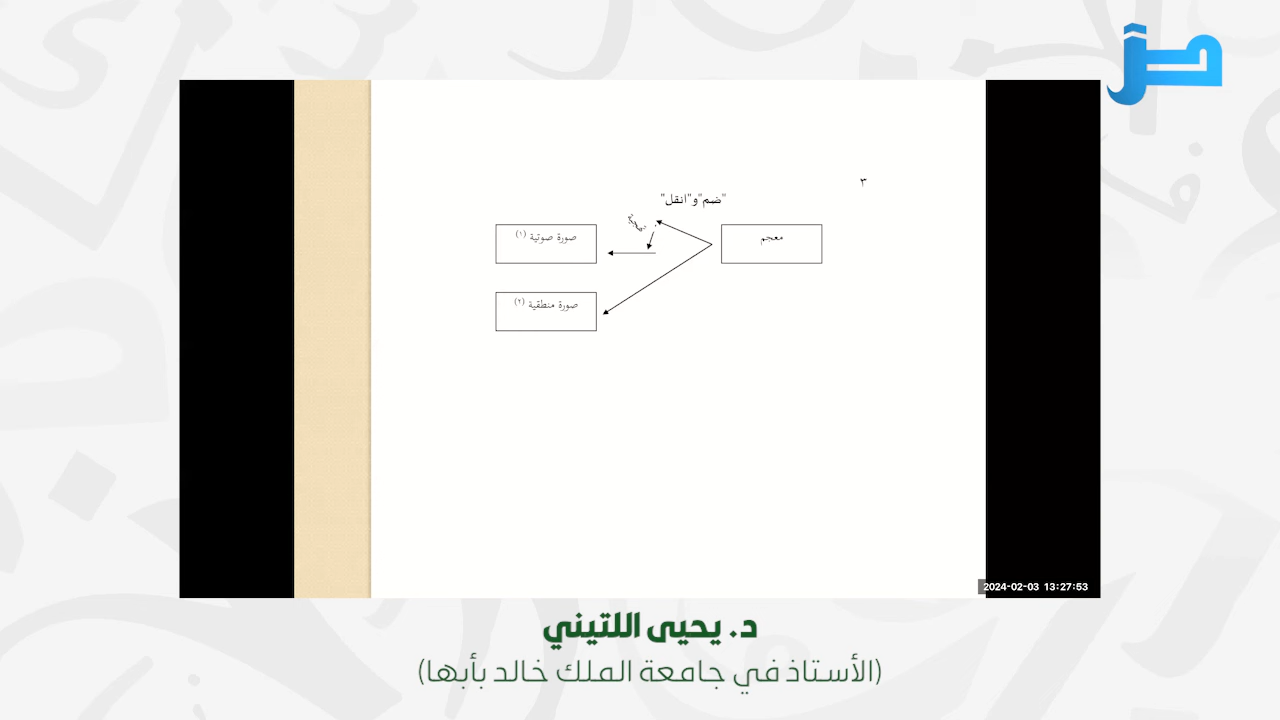 ٣
"ضم"و"انقل"
معجم
صورة صوتية (١)
صورة منطقية (٢)
2024-02-03 13:27:53
د. يحيى اللتيني
(الأستاذ في جامعة الملك خالد بأبها)